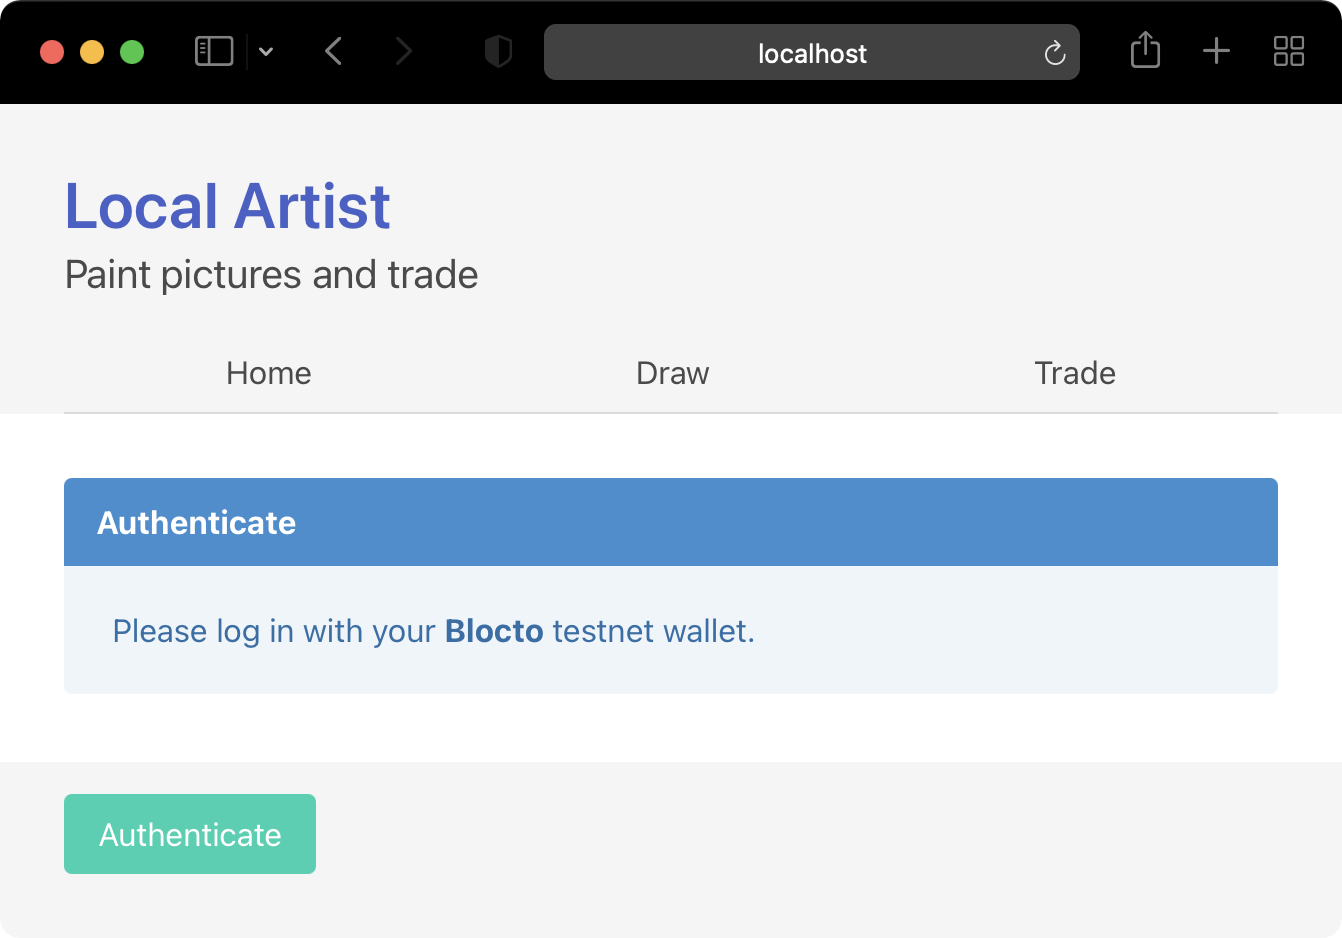 localhost
Local Artist
Paint pictures and trade
Home Draw Trade
Authenticate
Please log in with your Blocto testnet wallet.
Authenticate